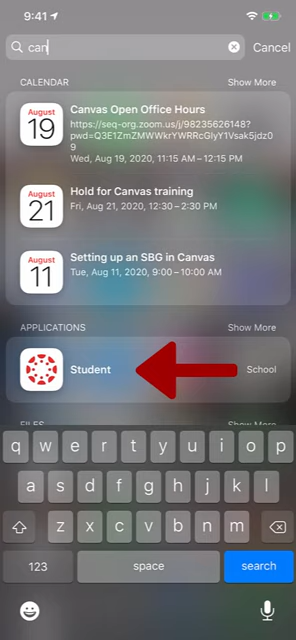 9:41
can
Cancel
CALENDAR
Show More
August
19
Canvas Open Office Hours
https://seq-org.zoom.us/j/98235626148?
pwd=Q3E1ZmZMWWkrYWRRcGlyY1Vsak5jdz0
9
Wed, Aug 19, 2020, 11:15 AM – 12:15 PM
August
21
Hold for Canvas training
Fri, Aug 21, 2020, 12:30 – 2:30 PM
August
11
Setting up an SBG in Canvas
Tue, Aug 11, 2020, 9:00 – 10:00 AM
APPLICATIONS
Show More
Student
School
FILES
Show More
q w e r t y u i o p
a s d f g h j k l
z x c v b n m
123
space
search